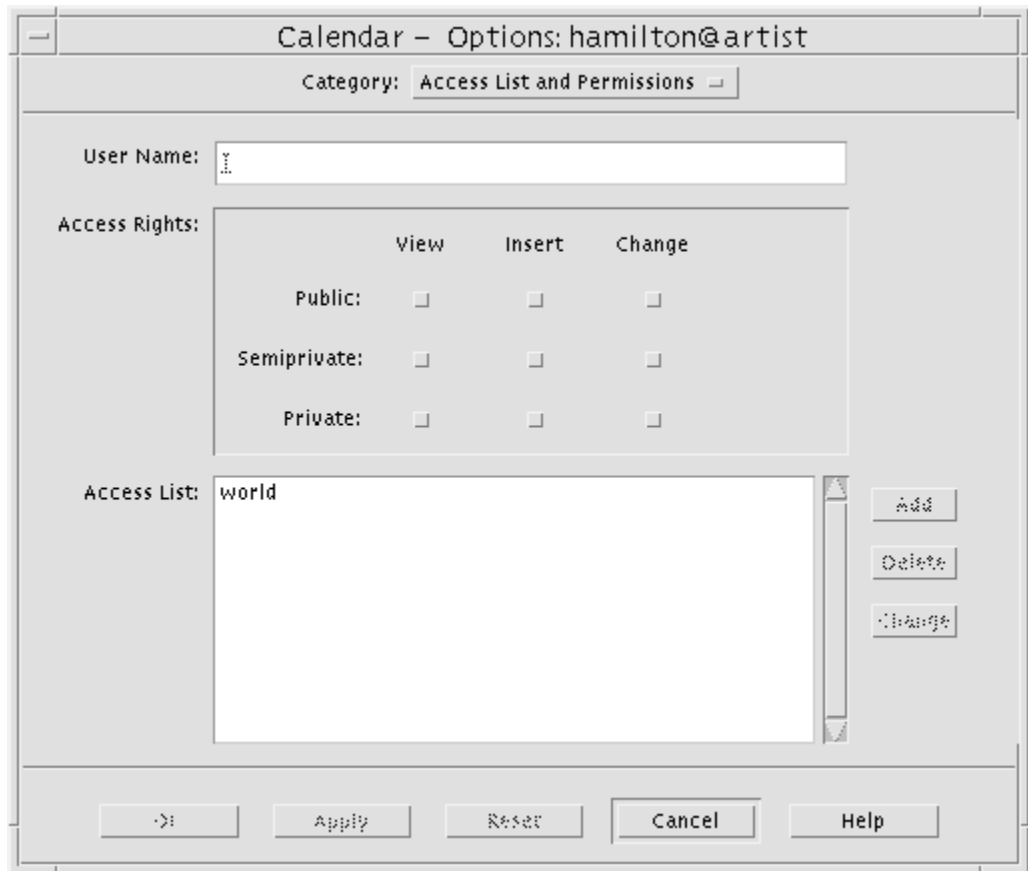 Calendar – Options: hamilton@artist
Category: Access List and Permissions
User Name:
Access Rights:
View Insert Change
Public:
Semiprivate:
Private:
Access List: world
Add
Delete
Change
OK Apply Reset Cancel Help